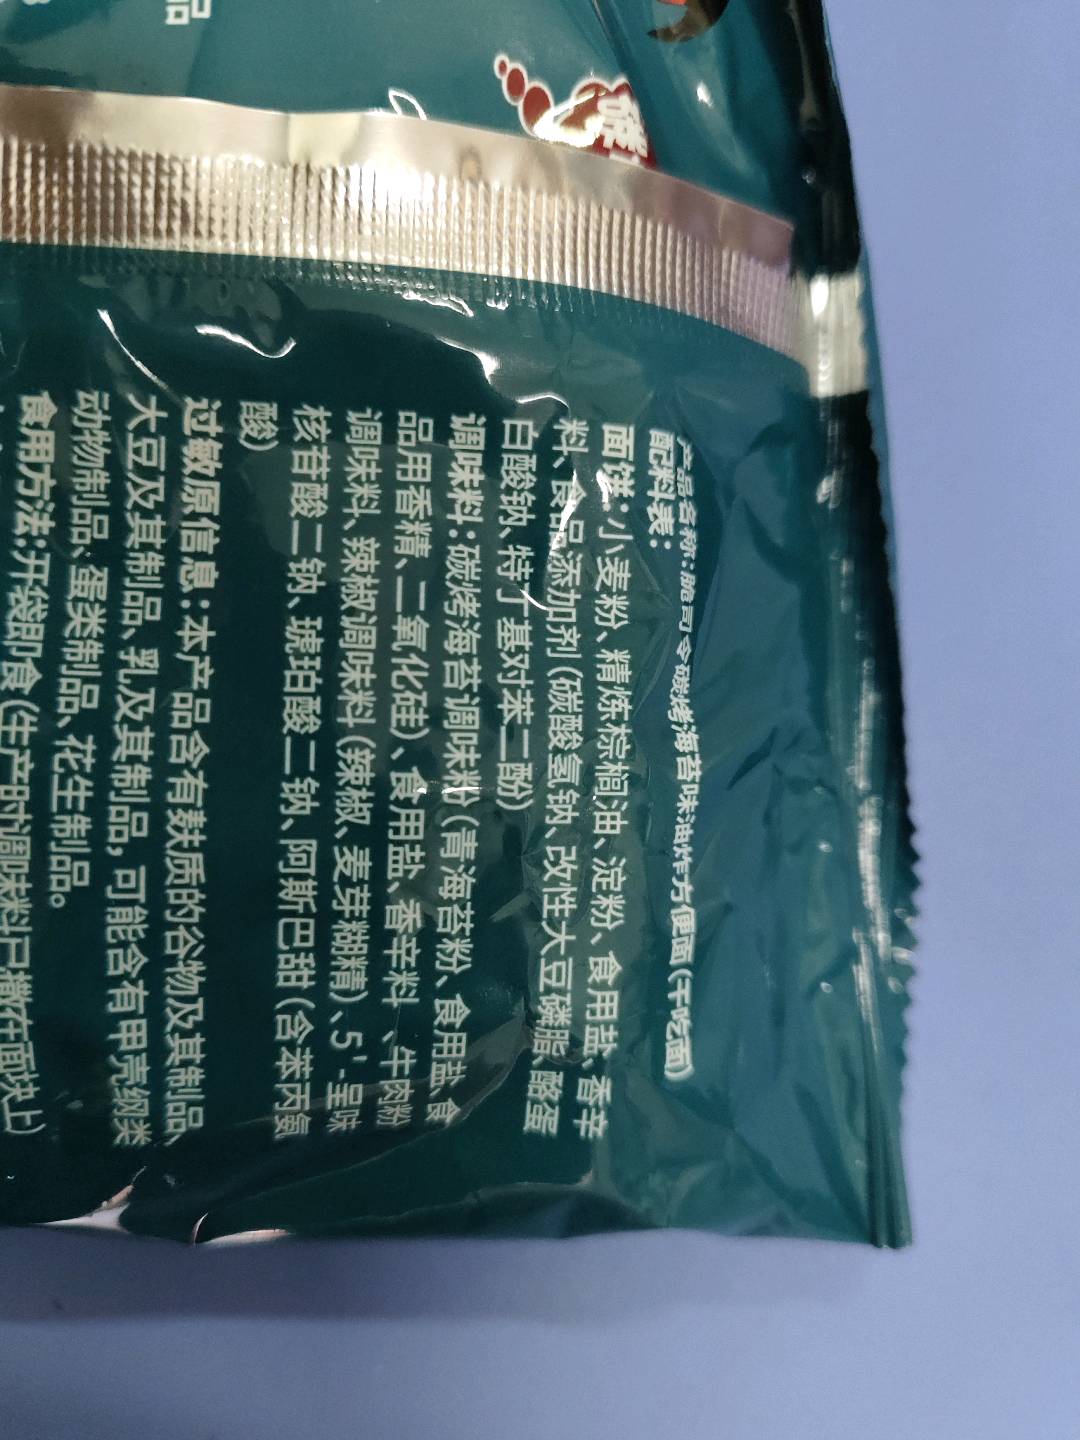 产品名称:脆司令碳烤海苔味油炸方便面(干吃面)
配料表:
面饼:小麦粉、精炼棕榈油、淀粉、食用盐、香辛
料、食品添加剂(碳酸氢钠、改性大豆磷脂、酪蛋
白酸钠、特丁基对苯二酚)
调味料:碳烤海苔调味粉(青海苔粉、食用盐、食
品用香精、二氧化硅)、食用盐、香辛料、牛肉粉
调味料、辣椒调味料(辣椒、麦芽糊精)、5'-呈味
核苷酸二钠、琥珀酸二钠、阿斯巴甜(含苯丙氨
酸)
过敏原信息:本产品含有麸质的谷物及其制品、
大豆及其制品、乳及其制品,可能含有甲壳纲类
动物制品、蛋类制品、花生制品。
食用方法:开袋即食(生产时调味料已撒在面块上)
品